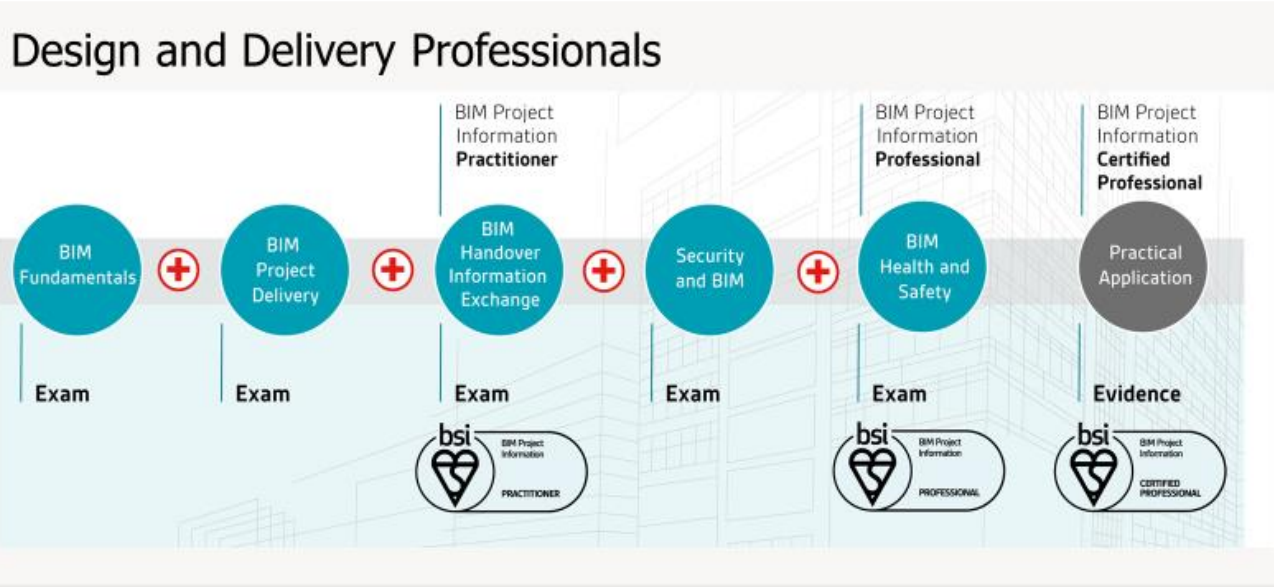 Design and Delivery Professionals
BIM Project
Information
Practitioner
BIM Project
Information
Professional
BIM Project
Information
Certified
Professional
BIM
Fundamentals
BIM
Project
Delivery
BIM
Handover
Information
Exchange
Security
and BIM
BIM
Health and
Safety
Practical
Application
Exam
Exam
Exam
Exam
Exam
Evidence
bsi
BIM Project
Information
PRACTITIONER
bsi
BIM Project
Information
PROFESSIONAL
bsi
BIM Project
Information
CERTIFIED
PROFESSIONAL